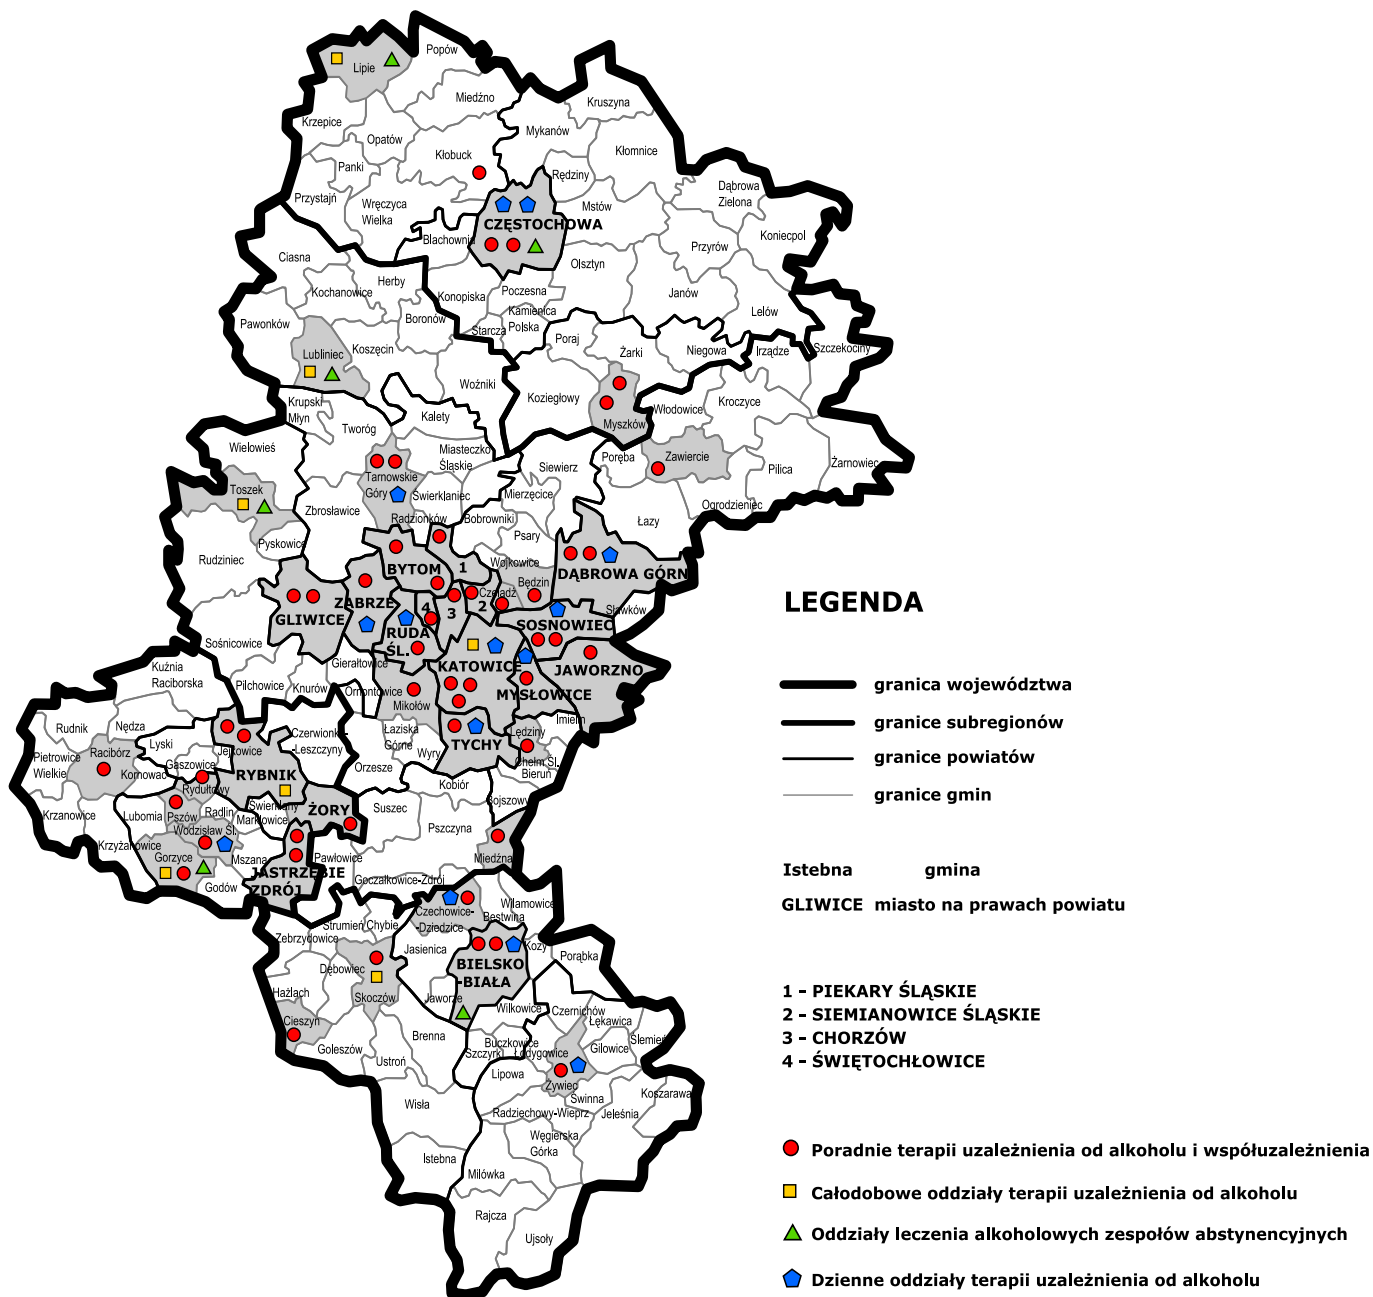 Popów
Lipie
Miedźno
Kruszyna
Krzepice
Mykanów
Opatów
Kłobuck
Kłomnice
Panki
Rędziny
Dąbrowa
Zielona
Przystajń
Wręczyca
Wielka
Mstów
CZĘSTOCHOWA
Koniecpol
Blachownia
Przyrów
Ciasna
Olsztyn
Herby
Kochanowice
Konopiska
Poczesna
Janów
Lelów
Boronów
Kamienica
Polska
Pawonków
Starcza
Poraj
Szczekociny
Lubliniec
Koszęcin
Żarki
Niegowa
Irządze
Woźniki
Koziegłowy
Kroczyce
Krupski
Młyn
Włodowice
Kalety
Myszków
Tworóg
Wielowieś
Miasteczko
Śląskie
Siewierz
Poręba
Zawiercie
Żarnowiec
Pilica
Tarnowskie
Góry
Toszek
Świerklaniec
Mierzęcice
Ogrodzieniec
Zbrosławice
Radzionków
Bobrowniki
Łazy
Psary
Pyskowice
Rudziniec
Wojkowice
BYTOM
1
DĄBROWA GÓRN
Będzin
Czeladź
ZABRZE
4
3
2
Sławków
GLIWICE
SOSNOWIEC
RUDA
ŚL.
Sośnicowice
Gierałtowice
KATOWICE
JAWORZNO
Kuźnia
Raciborska
Pilchowice
Knurów
Ornontowice
MYSŁOWICE
Mikołów
Imielin
Rudnik
Nędza
Łaziska
Górne
Lędziny
Czerwionka
-Leszczyny
TYCHY
Lyski
Jejkowice
Wyry
Pietrowice
Wielkie
Racibórz
Chełm Śl.
Gaszowice
Orzesze
Bieruń
Kornowac
RYBNIK
Rydułtowy
Kobiór
Bojszowy
Krzanowice
Lubomia
Pszów
Radlin
Świerklany
ŻORY
Suszec
Marklowice
Wodzisław Śl.
Pszczyna
Krzyżanowice
Gorzyce
Mszana
Pawłowice
Miedźna
JASTRZĘBIE
ZDRÓJ
Godów
Goczałkowice-Zdrój
Wilamowice
Czechowice-
-Dziedzice
Bestwina
Strumień
Chybie
Zebrzydowice
Jasienica
Kozy
Porąbka
Dębowiec
BIELSKO
-BIAŁA
Hażlach
Skoczów
Jaworze
Wilkowice
Czernichów
Łękawica
Cieszyn
Brenna
Ślemień
Goleszów
Buczkowice
Łodygowice
Gilowice
Szczyrk
Ustroń
Lipowa
Żywiec
Koszarawa
Świnna
Wisła
Radziechowy-Wieprz
Jeleśnia
Węgierska
Górka
Istebna
Milówka
Rajcza
Ujsoły
LEGENDA
granica województwa
granice subregionów
granice powiatów
granice gmin
Istebna gmina
GLIWICE miasto na prawach powiatu
1 - PIEKARY ŚLĄSKIE
2 - SIEMIANOWICE ŚLĄSKIE
3 - CHORZÓW
4 - ŚWIĘTOCHŁOWICE
Poradnie terapii uzależnienia od alkoholu i współuzależnienia
Całodobowe oddziały terapii uzależnienia od alkoholu
Oddziały leczenia alkoholowych zespołów abstynencyjnych
Dzienne oddziały terapii uzależnienia od alkoholu